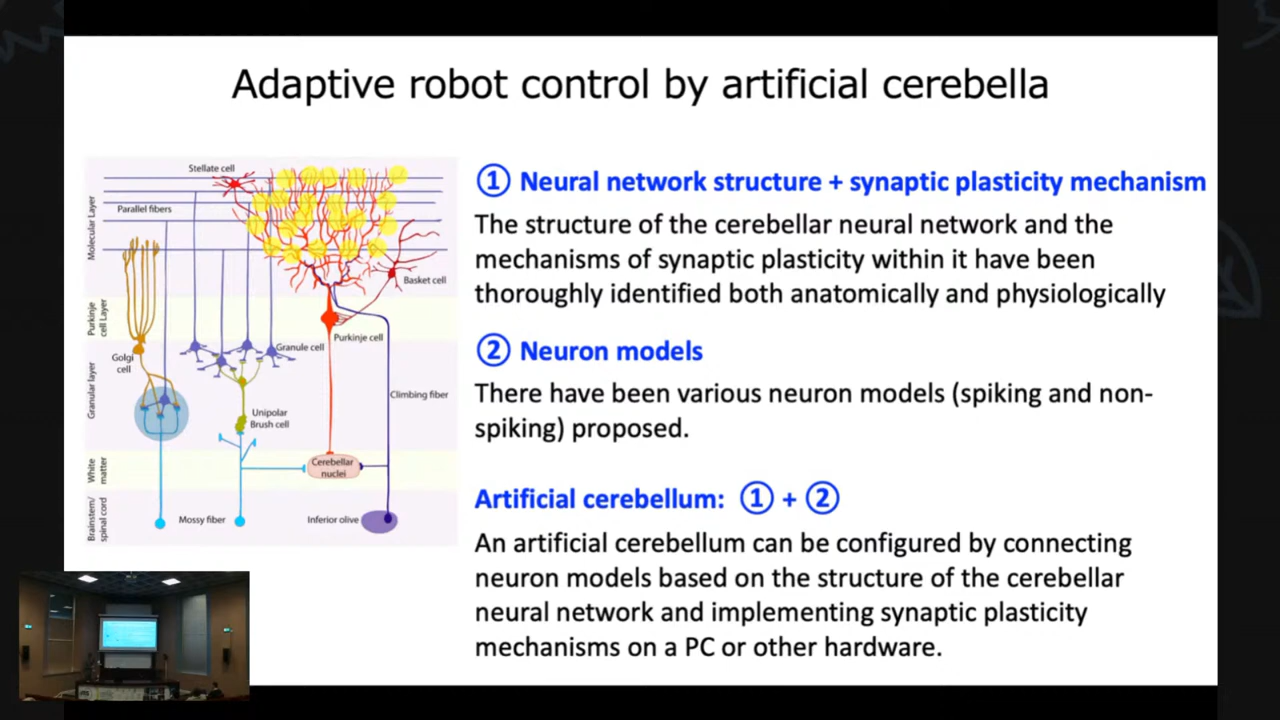 Adaptive robot control by artificial cerebella
Stellate cell
Parallel fibers
Molecular Layer
Basket cell
Purkinje
cell Layer
Purkinje cell
Granule cell
Golgi
cell
Granular layer
Climbing fiber
Unipolar
Brush cell
White
matter
Cerebellar
nuclei
Brainstem/
spinal cord
Mossy fiber
Inferior olive
① Neural network structure + synaptic plasticity mechanism
The structure of the cerebellar neural network and the
mechanisms of synaptic plasticity within it have been
thoroughly identified both anatomically and physiologically
② Neuron models
There have been various neuron models (spiking and non-
spiking) proposed.
Artificial cerebellum: ① + ②
An artificial cerebellum can be configured by connecting
neuron models based on the structure of the cerebellar
neural network and implementing synaptic plasticity
mechanisms on a PC or other hardware.